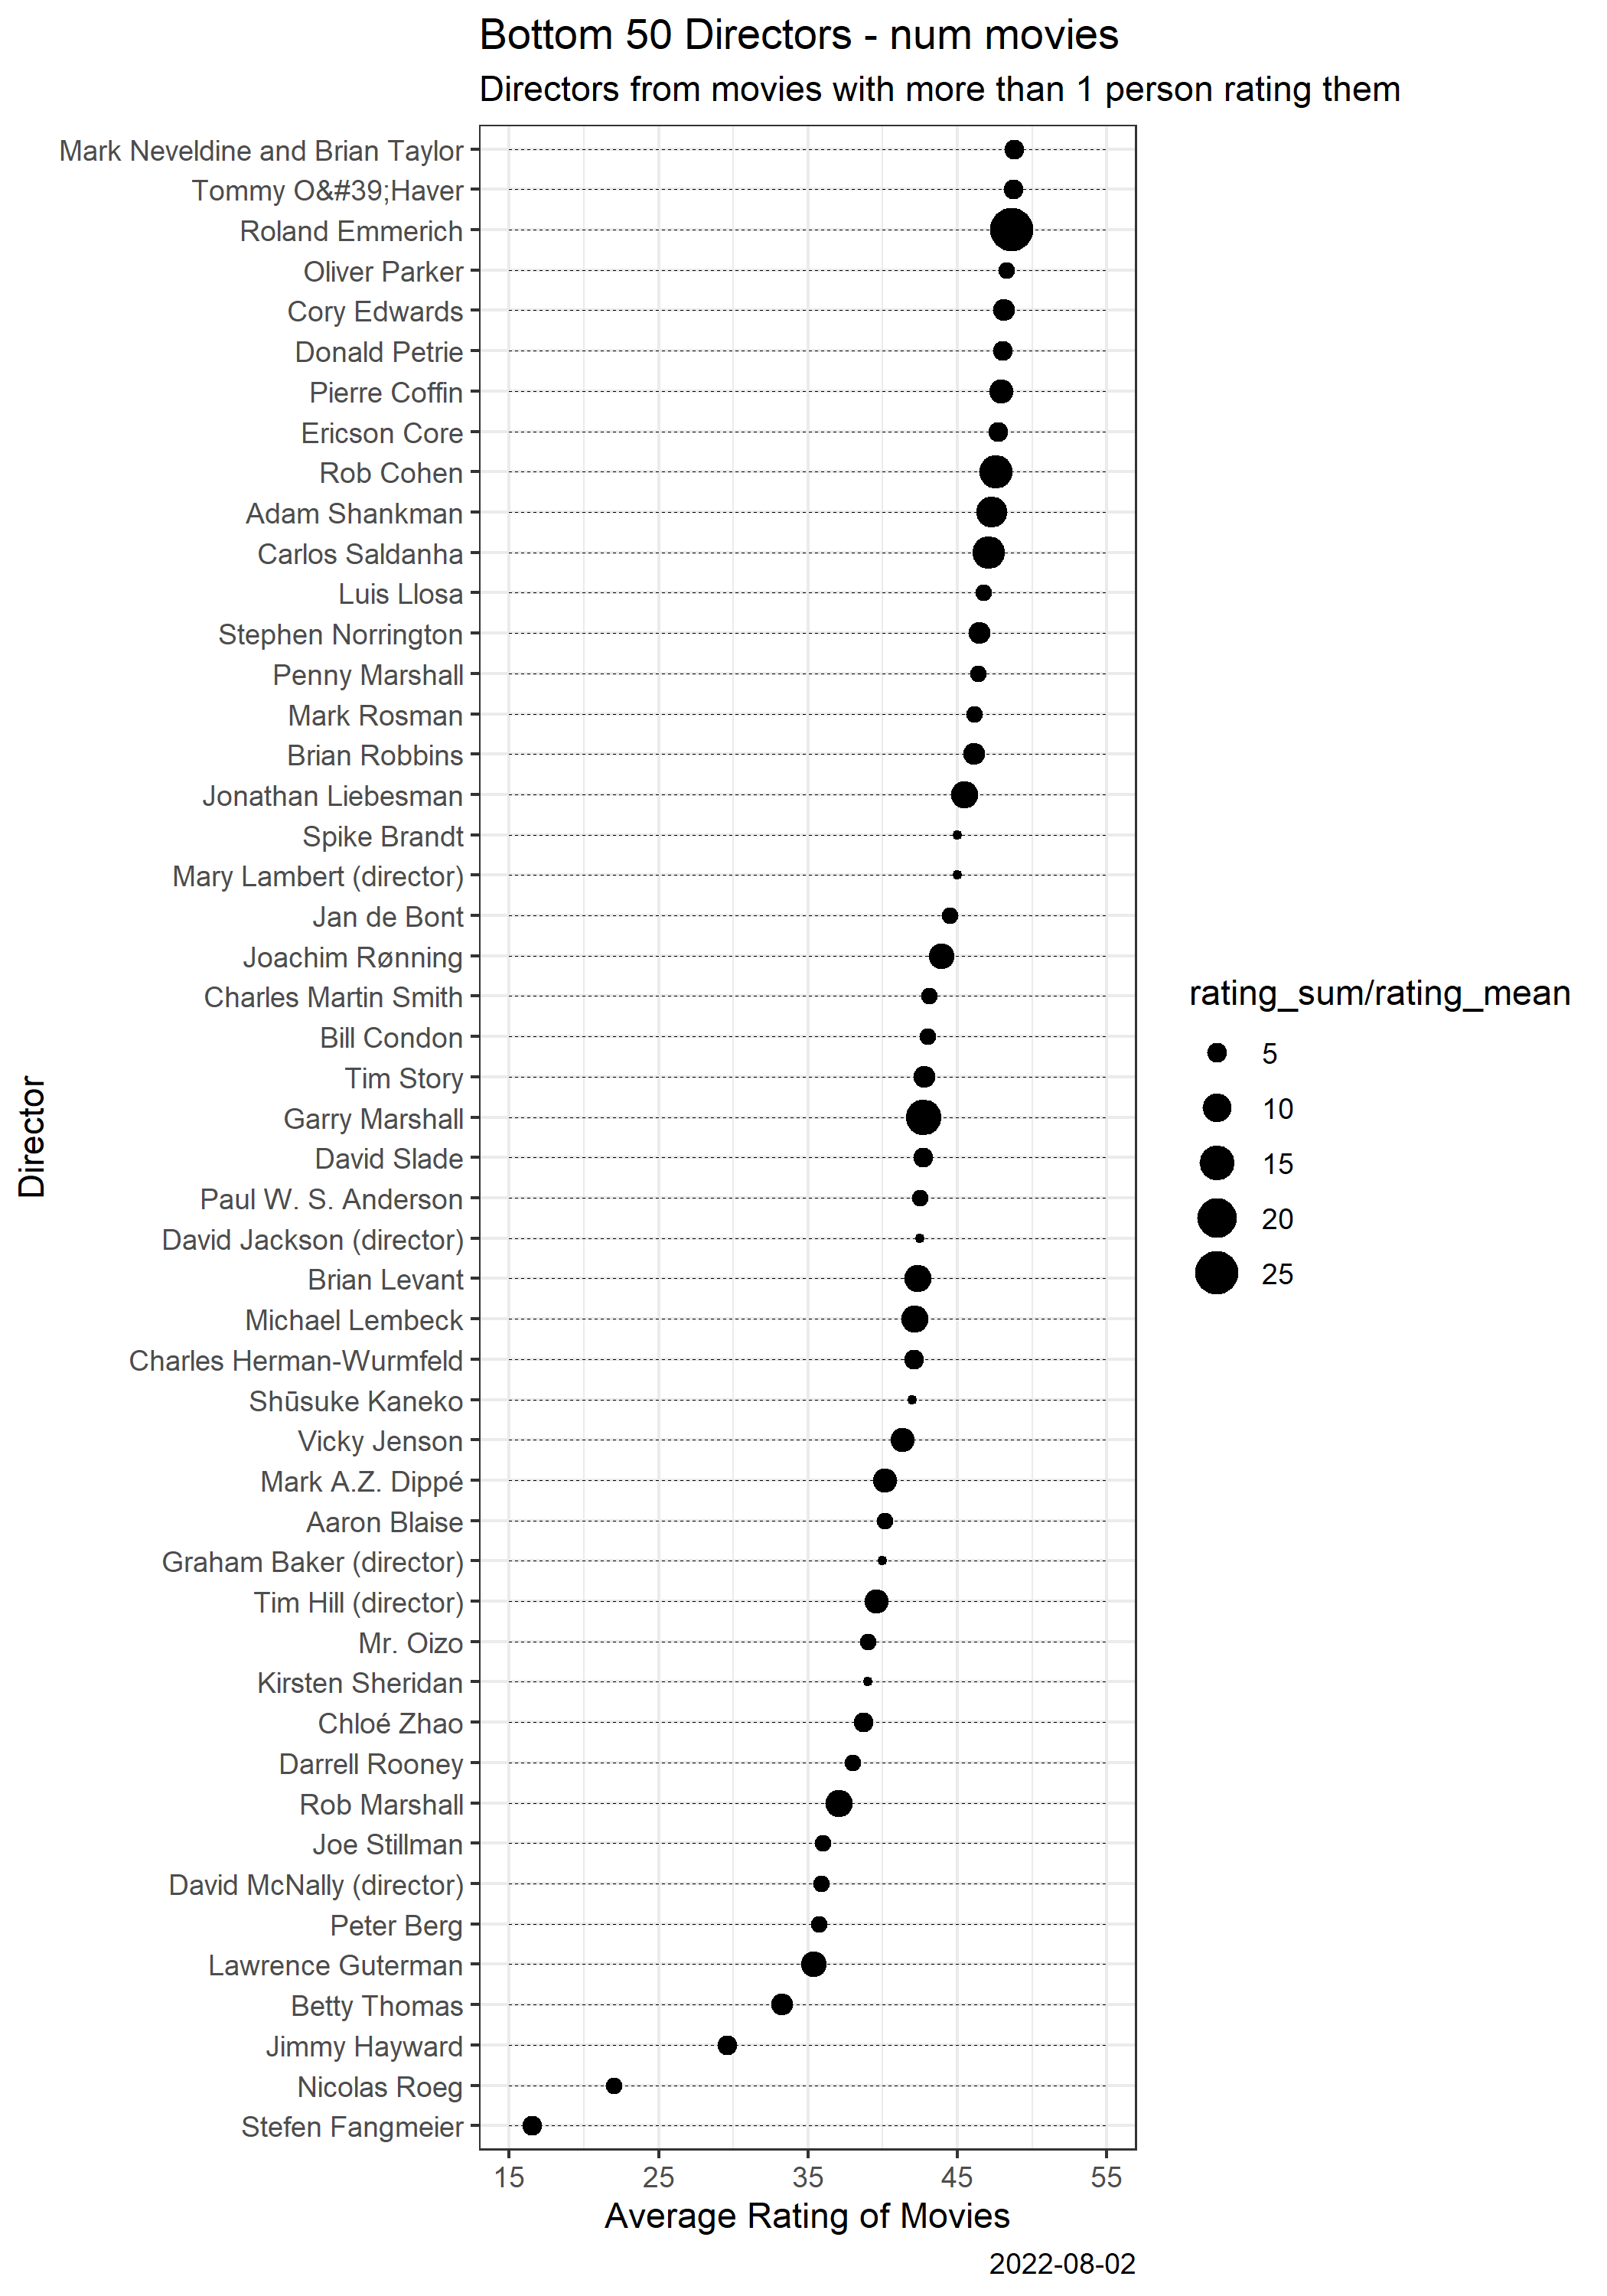 Bottom 50 Directors - num movies
Directors from movies with more than 1 person rating them
Mark Neveldine and Brian Taylor
Tommy O&#39;Haver
Roland Emmerich
Oliver Parker
Cory Edwards
Donald Petrie
Pierre Coffin
Ericson Core
Rob Cohen
Adam Shankman
Carlos Saldanha
Luis Llosa
Stephen Norrington
Penny Marshall
Mark Rosman
Brian Robbins
Jonathan Liebesman
Spike Brandt
Mary Lambert (director)
Jan de Bont
Joachim Rønning
Charles Martin Smith
Bill Condon
Tim Story
Garry Marshall
David Slade
Paul W. S. Anderson
David Jackson (director)
Brian Levant
Michael Lembeck
Charles Herman-Wurmfeld
Shūsuke Kaneko
Vicky Jenson
Mark A.Z. Dippé
Aaron Blaise
Graham Baker (director)
Tim Hill (director)
Mr. Oizo
Kirsten Sheridan
Chloé Zhao
Darrell Rooney
Rob Marshall
Joe Stillman
David McNally (director)
Peter Berg
Lawrence Guterman
Betty Thomas
Jimmy Hayward
Nicolas Roeg
Stefen Fangmeier
Director
15 25 35 45 55
Average Rating of Movies
2022-08-02
rating_sum/rating_mean
5
10
15
20
25